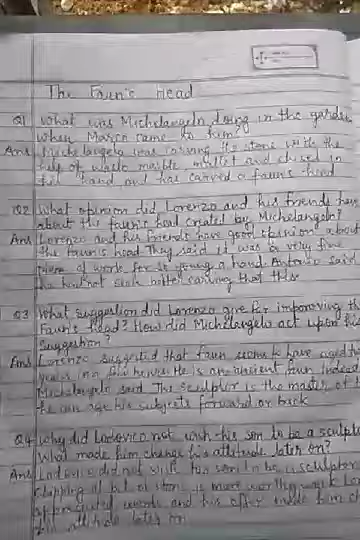 The Faun's Head
Q1 What was Michelangelo doing in the garden
when Marco came to him?
Ans Michelangelo was carving the stone with the
help of waste marble mallet and chisel in
his hand and has carved a faun's head
Q2 What opinion did Lorenzo and his friends have
about the faun's head created by Michelangelo?
Ans Lorenzo and his friends have good opinion about
the faun's head They said it was a very fine
piece of work for so young a hand. Antonio said
he had not seen better carving than this
Q3 What suggestion did Lorenzo give for improving the
Faun's Head? How did Michelangelo act upon his
suggestion?
Ans Lorenzo suggested that faun seems to have aged
years in a few hours. He is an ancient faun indeed
Michelangelo said The sculptor is the master of
he can age his subjects forward or back
Q4 Why did Lodovico not wish his son to be a sculptor
What made him change his attitude later on?
Ans Lodovico did not wish his son to be a sculptor
chipping of bit of stone is more work
words and his offer made him
attitude later on